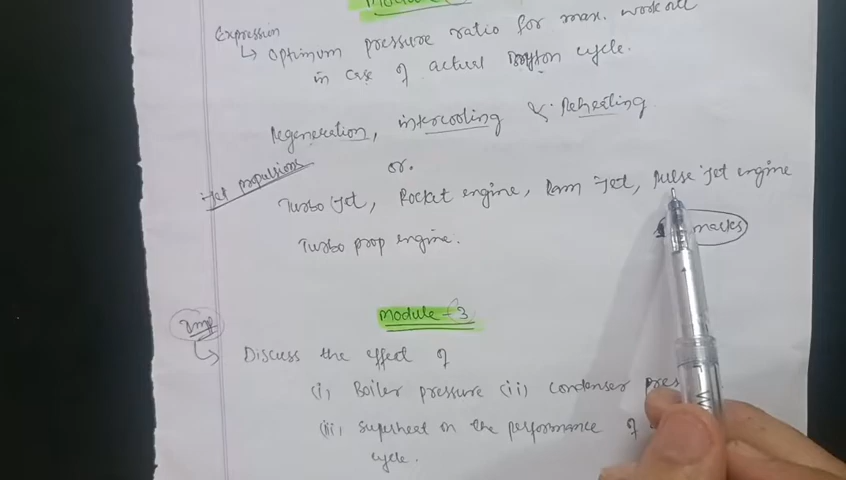 Module
Expression
↳ Optimum pressure ratio for max. work
in case of actual Brayton cycle.
Regeneration, intercooling & Reheating
or.
Jet propulsions
Turbo jet, Rocket engine, Ram jet, Pulse jet engine
Turbo prop engine.
marks
Module - 3
Imp
↳ Discuss the effect of
(i) Boiler pressure (ii) condenser
(iii) Superheat on the performance of
cycle.